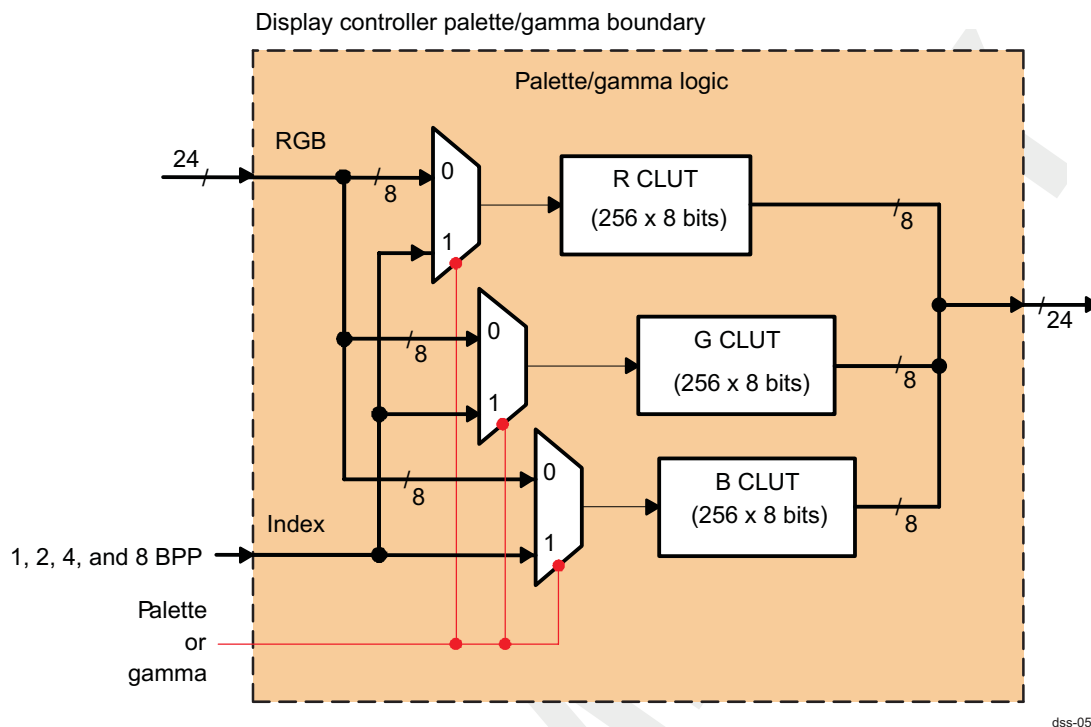 Display controller palette/gamma boundary
Palette/gamma logic
RGB
24
8
0
1
R CLUT
(256 x 8 bits)
8
8
0
1
G CLUT
(256 x 8 bits)
8
24
8
0
1
B CLUT
(256 x 8 bits)
8
Index
1, 2, 4, and 8 BPP
Palette
or
gamma
dss-05